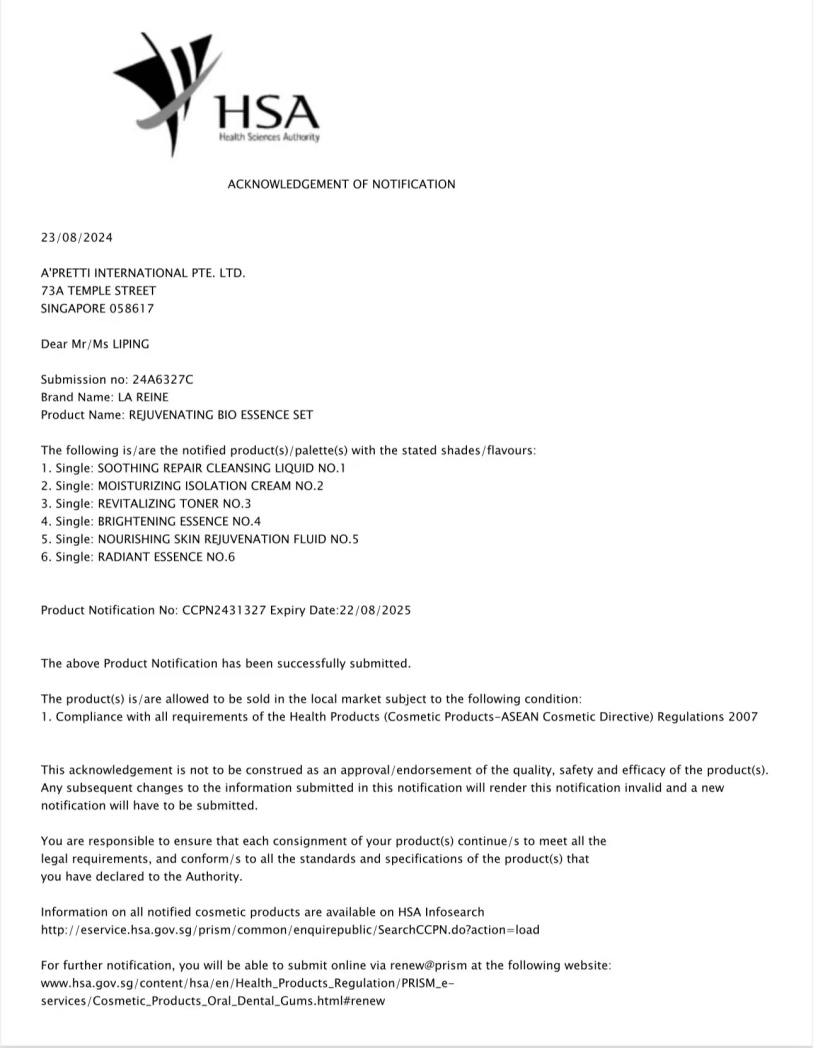 HSA
Health Sciences Authority
ACKNOWLEDGEMENT OF NOTIFICATION
23/08/2024
A'PRETTI INTERNATIONAL PTE. LTD.
73A TEMPLE STREET
SINGAPORE 058617
Dear Mr/Ms LIPING
Submission no: 24A6327C
Brand Name: LA REINE
Product Name: REJUVENATING BIO ESSENCE SET
The following is/are the notified product(s)/palette(s) with the stated shades/flavours:
1. Single: SOOTHING REPAIR CLEANSING LIQUID NO.1
2. Single: MOISTURIZING ISOLATION CREAM NO.2
3. Single: REVITALIZING TONER NO.3
4. Single: BRIGHTENING ESSENCE NO.4
5. Single: NOURISHING SKIN REJUVENATION FLUID NO.5
6. Single: RADIANT ESSENCE NO.6
Product Notification No: CCPN2431327 Expiry Date:22/08/2025
The above Product Notification has been successfully submitted.
The product(s) is/are allowed to be sold in the local market subject to the following condition:
1. Compliance with all requirements of the Health Products (Cosmetic Products-ASEAN Cosmetic Directive) Regulations 2007
This acknowledgement is not to be construed as an approval/endorsement of the quality, safety and efficacy of the product(s).
Any subsequent changes to the information submitted in this notification will render this notification invalid and a new
notification will have to be submitted.
You are responsible to ensure that each consignment of your product(s) continue/s to meet all the
legal requirements, and conform/s to all the standards and specifications of the product(s) that
you have declared to the Authority.
Information on all notified cosmetic products are available on HSA Infosearch
http://eservice.hsa.gov.sg/prism/common/enquirepublic/SearchCCPN.do?action=load
For further notification, you will be able to submit online via renew@prism at the following website:
www.hsa.gov.sg/content/hsa/en/Health_Products_Regulation/PRISM_e-
services/Cosmetic_Products_Oral_Dental_Gums.html#renew